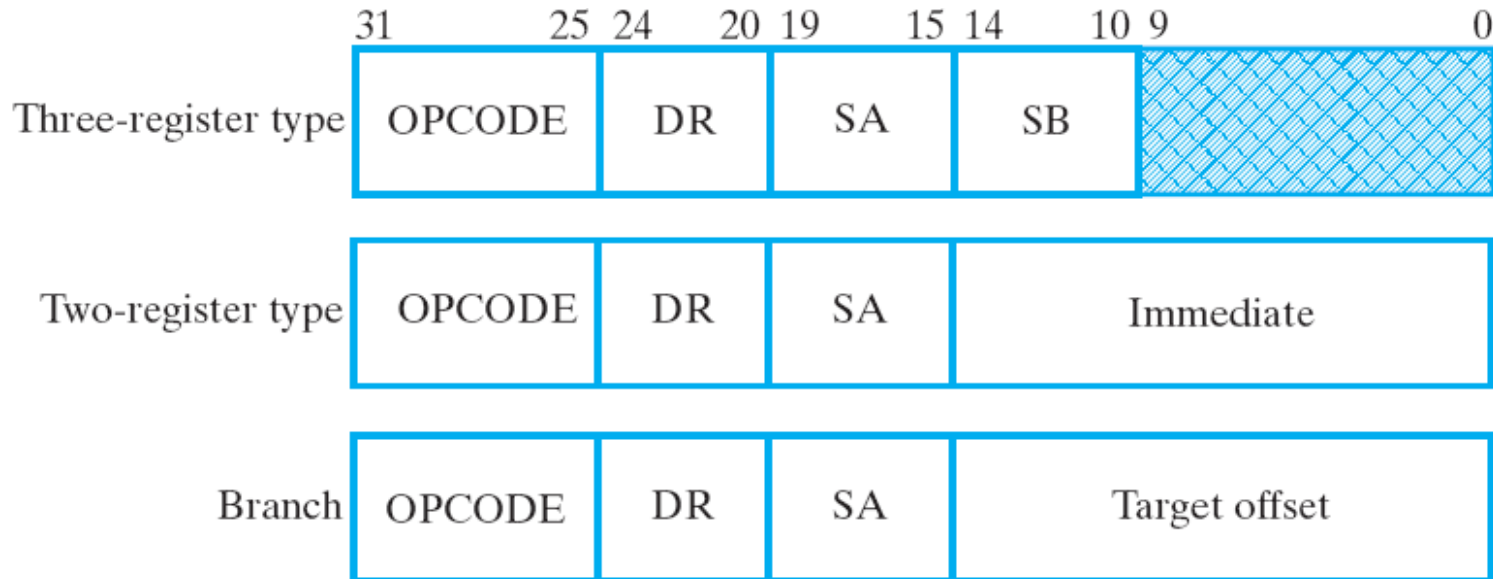 31 25 24 20 19 15 14 10 9 0
Three-register type OPCODE DR SA SB
Two-register type OPCODE DR SA Immediate
Branch OPCODE DR SA Target offset